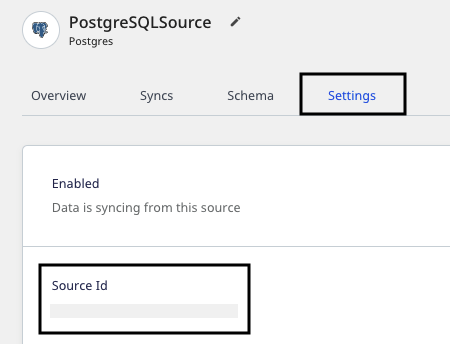 PostgreSQLSource
Postgres
Overview Syncs Schema Settings
Enabled
Data is syncing from this source
Source Id